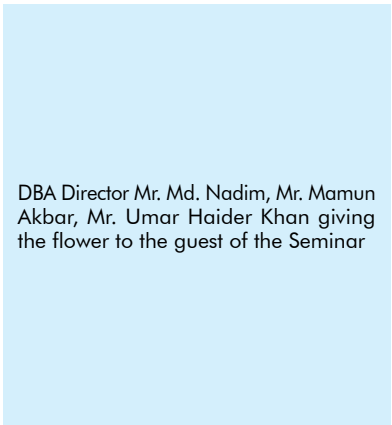 DBA Director Mr. Md. Nadim, Mr. Mamun
Akbar, Mr. Umar Haider Khan giving
the flower to the guest of the Seminar